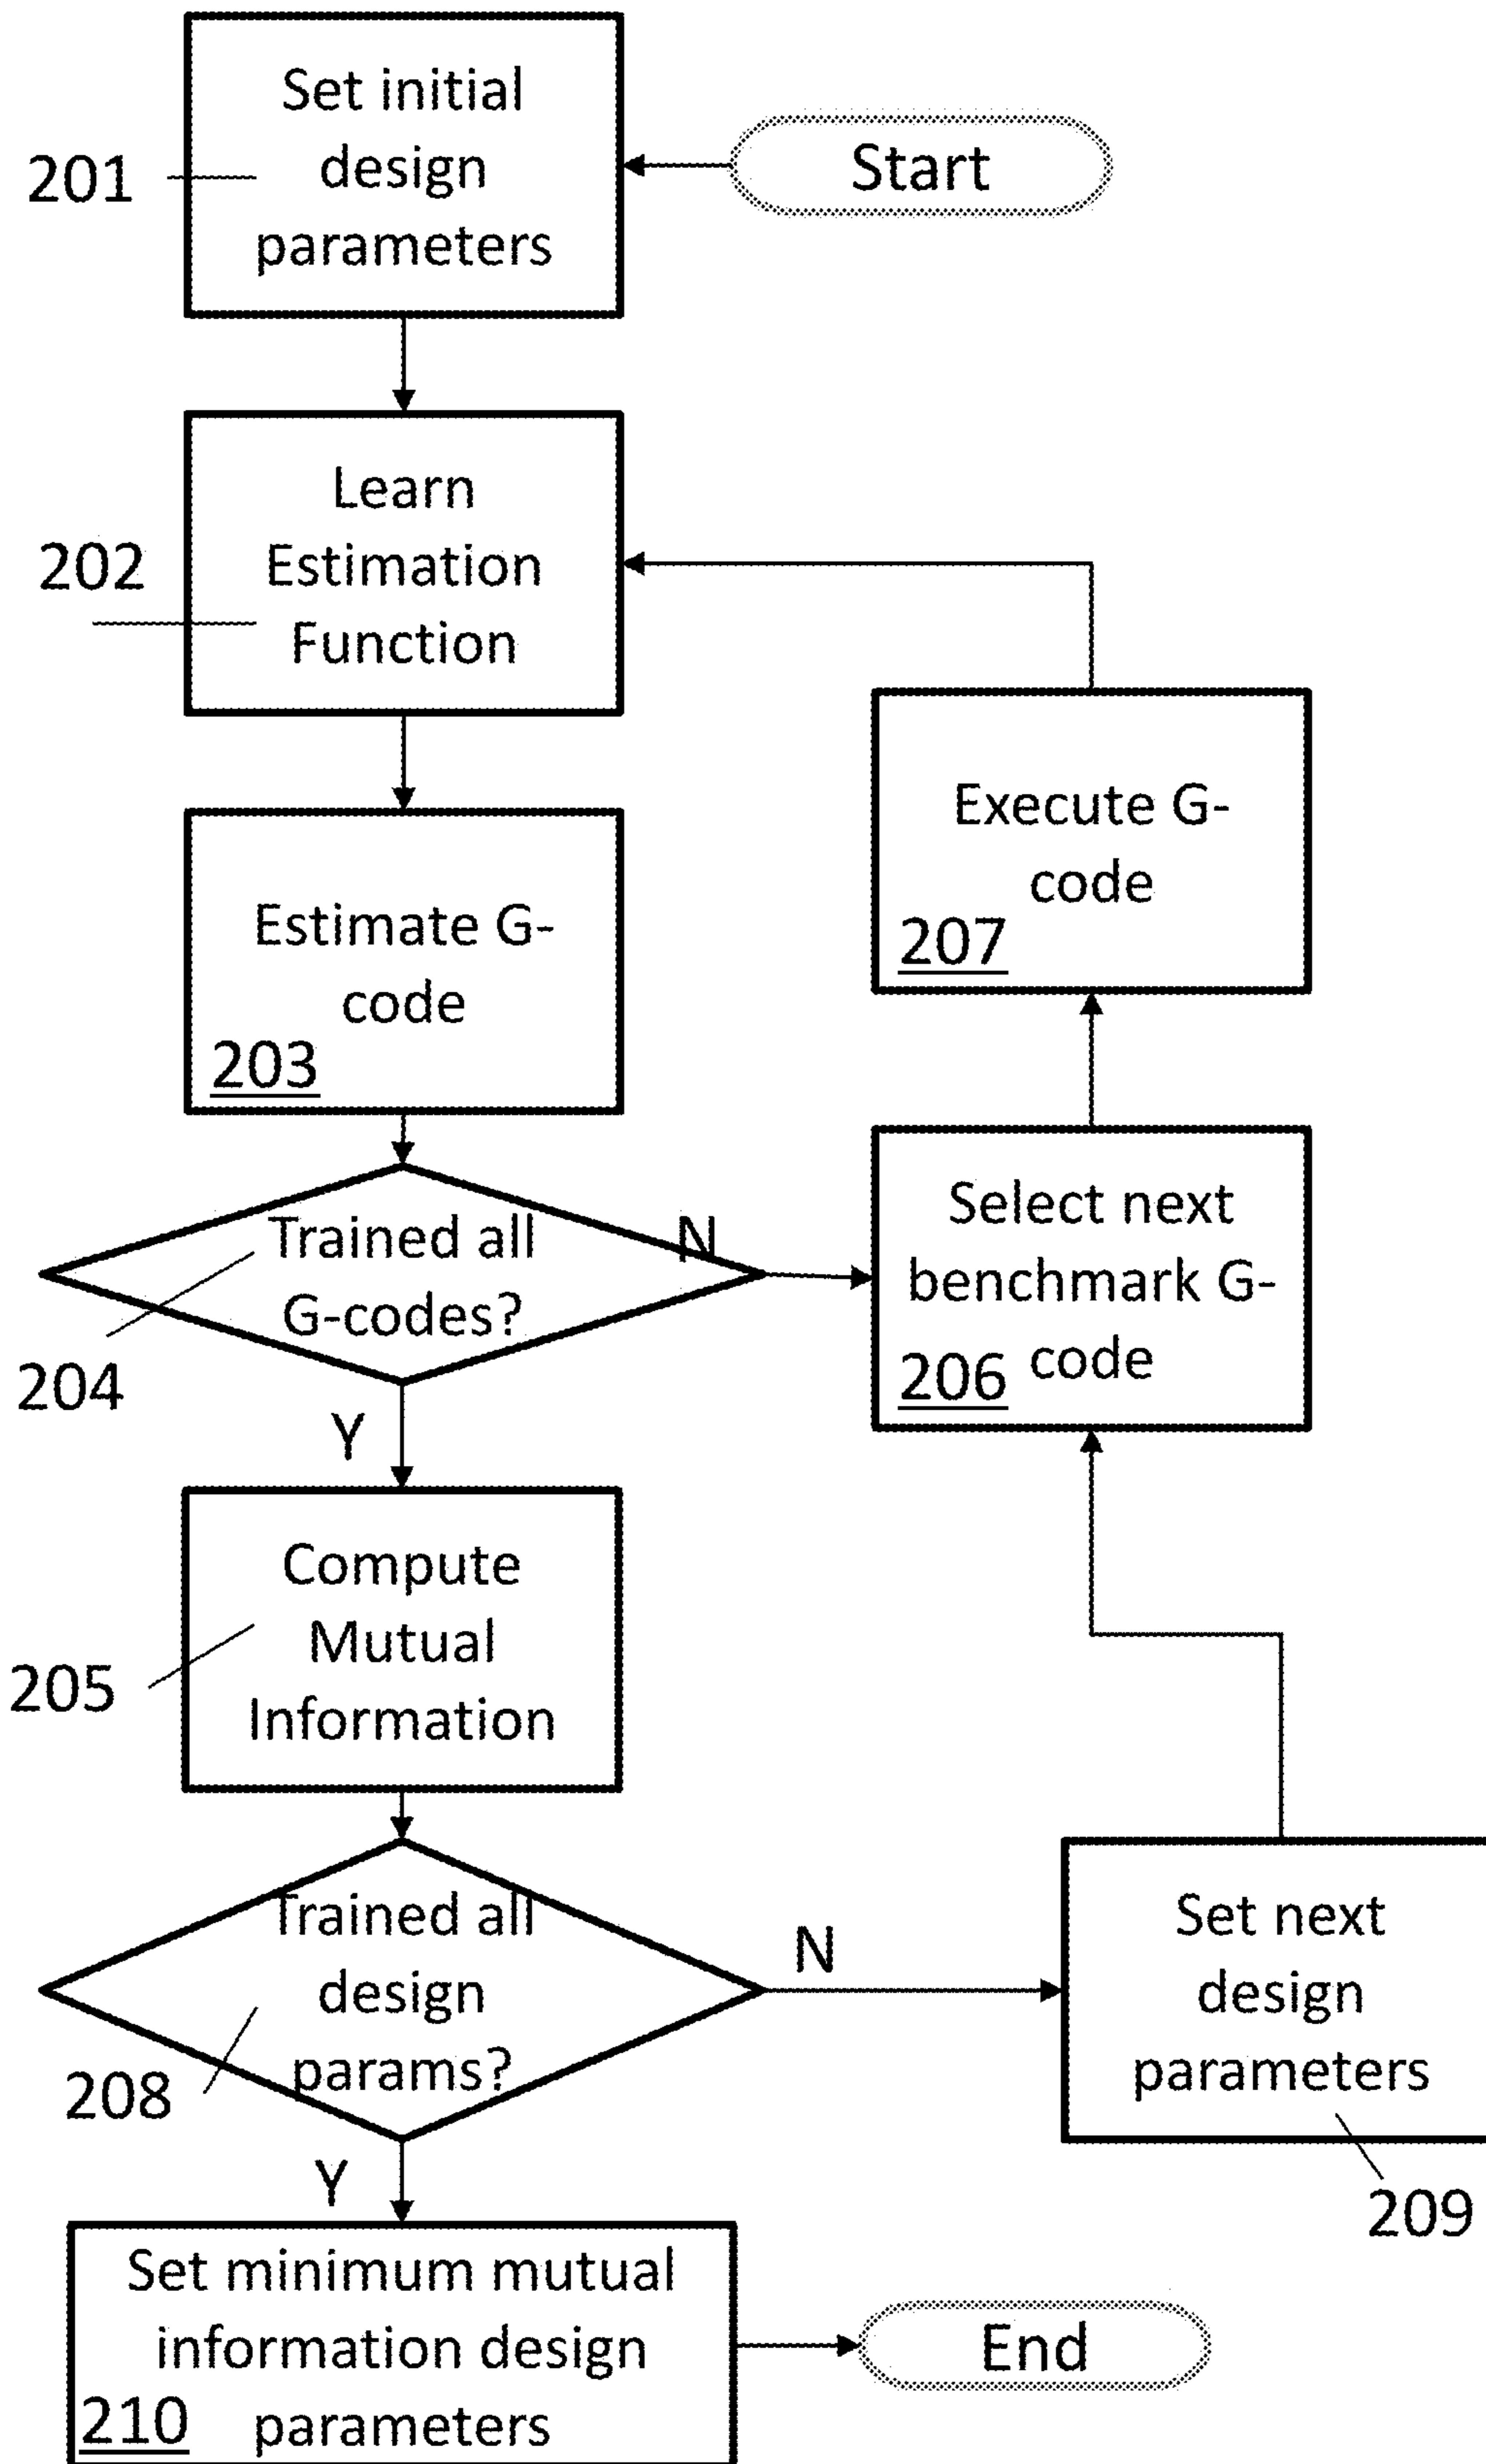 Set initial
design
parameters
201
Start
Learn
Estimation
Function
202
Execute G-
code
207
Estimate G-
code
203
Trained all
G-codes?
N
204
Y
Select next
benchmark G-
code
206
Compute
Mutual
Information
205
Trained all
design
params?
N
208
Y
Set next
design
parameters
209
Set minimum mutual
information design
parameters
210
End